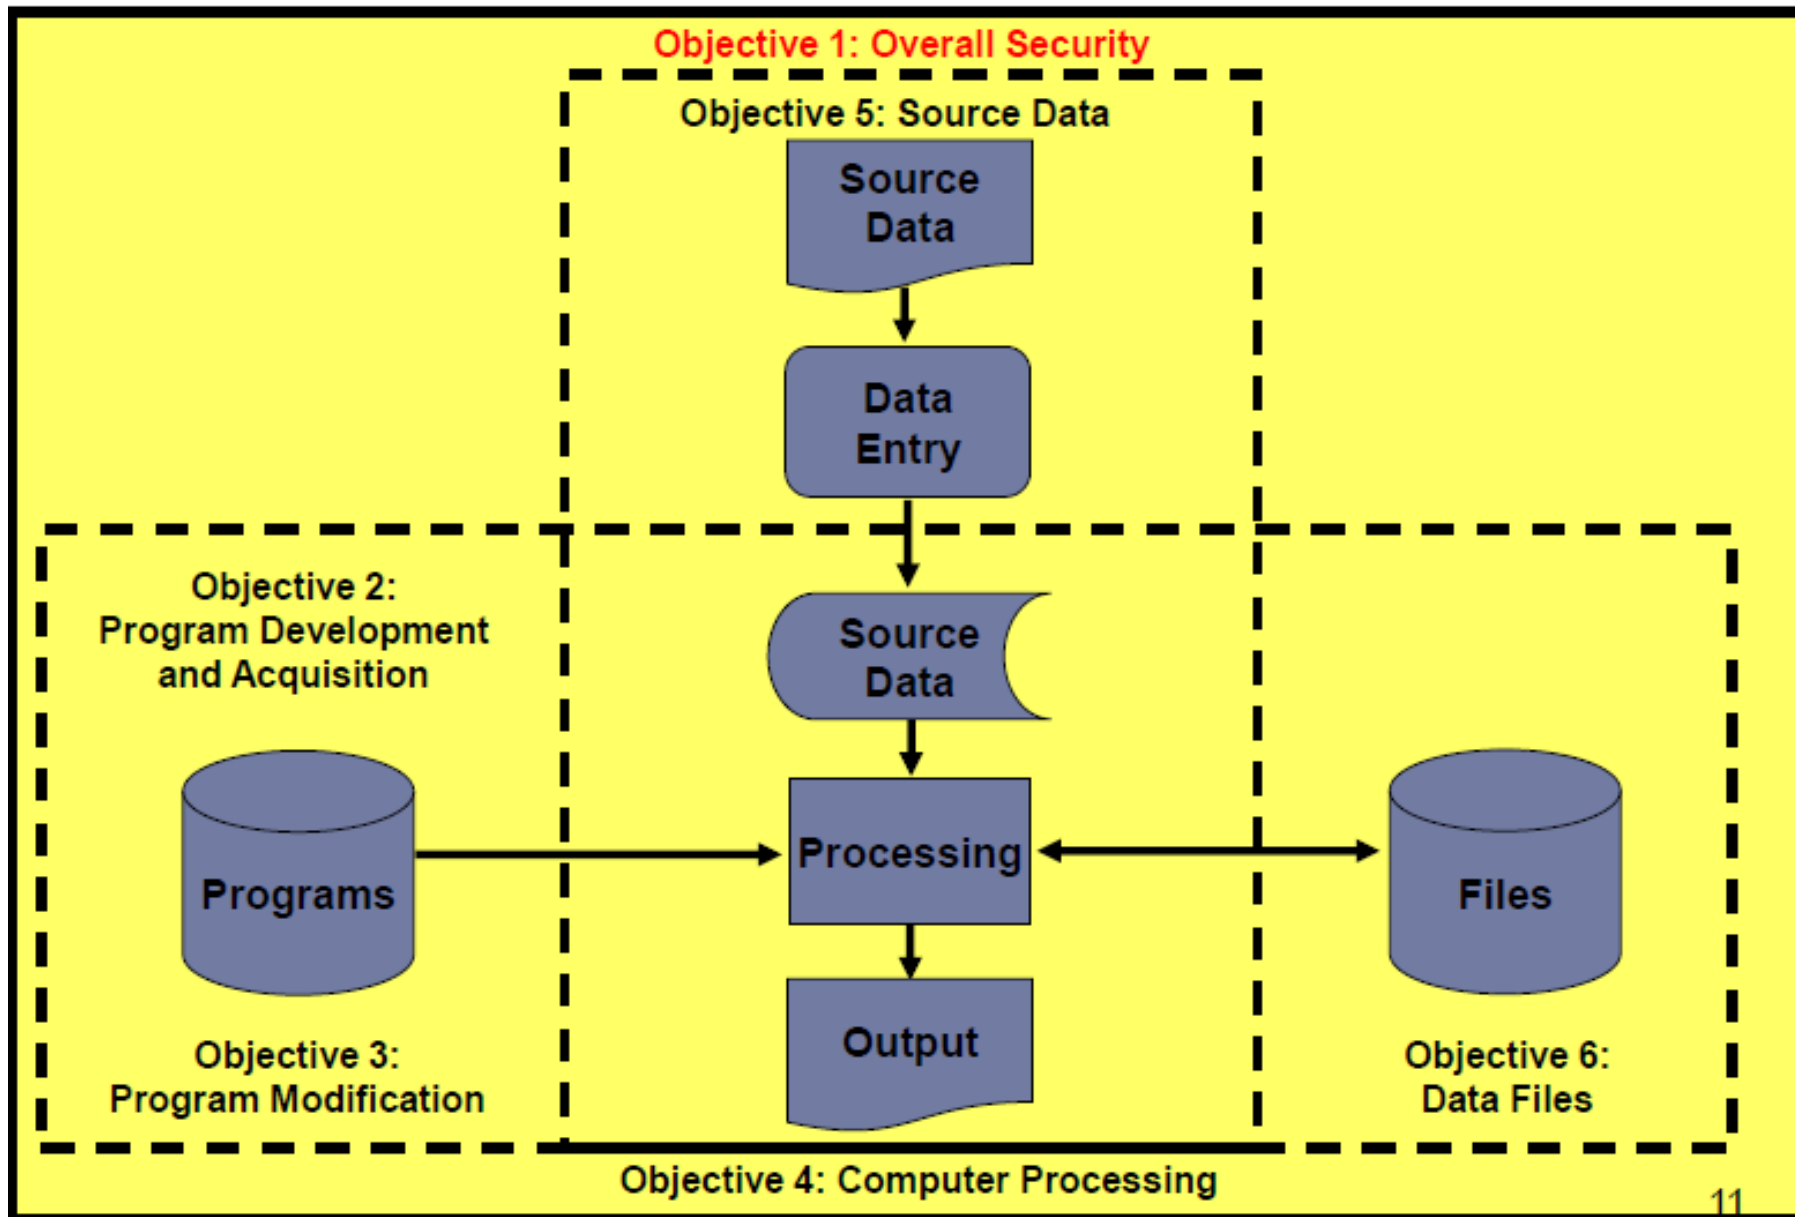 Objective 1: Overall Security
Objective 5: Source Data
Source
Data
Data
Entry
Objective 2:
Program Development
and Acquisition
Source
Data
Programs
Processing
Files
Output
Objective 3:
Program Modification
Objective 6:
Data Files
Objective 4: Computer Processing
11